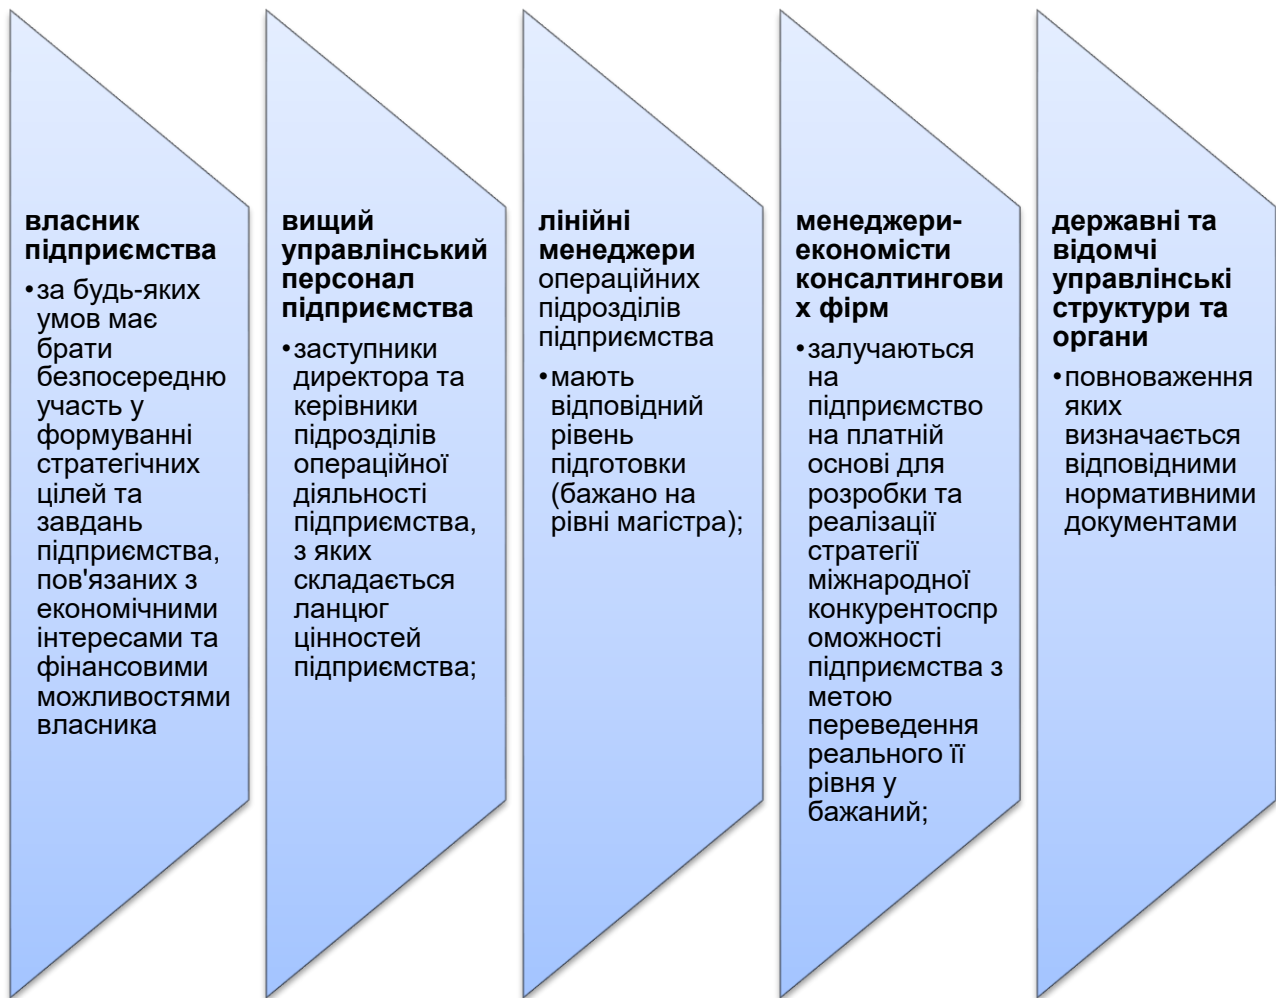 власник
підприємства
•за будь-яких
умов має
брати
безпосередню
участь у
формуванні
стратегічних
цілей та
завдань
підприємства,
пов'язаних з
економічними
інтересами та
фінансовими
можливостями
власника
вищий
управлінський
персонал
підприємства
•заступники
директора та
керівники
підрозділів
операційної
діяльності
підприємства,
з яких
складається
ланцюг
цінностей
підприємства;
лінійні
менеджери
операційних
підрозділів
підприємства
•мають
відповідний
рівень
підготовки
(бажано на
рівні магістра);
менеджери-
економісти
консалтингови
х фірм
•залучаються
на
підприємство
на платній
основі для
розробки та
реалізації
стратегії
міжнародної
конкурентоспр
оможності
підприємства з
метою
переведення
реального її
рівня у
бажаний;
державні та
відомчі
управлінські
структури та
органи
•повноваження
яких
визначається
відповідними
нормативними
документами